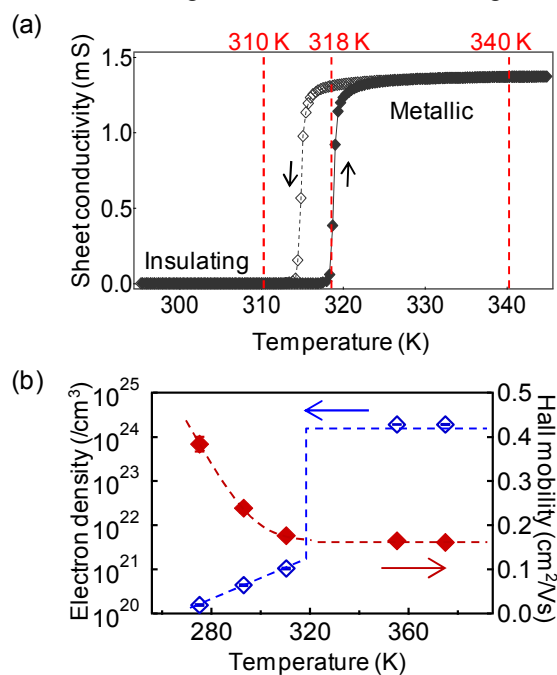 (a)
310 K 318 K 340 K
1.5
1.0
0.5
0.0
Sheet conductivity (mS)
Metallic
Insulating
300 310 320 330 340
Temperature (K)
(b)
10^25
10^24
10^23
10^22
10^21
10^20
Electron density (/cm^3)
0.5
0.4
0.3
0.2
0.1
0.0
Hall mobility (cm^2/Vs)
280 320 360
Temperature (K)